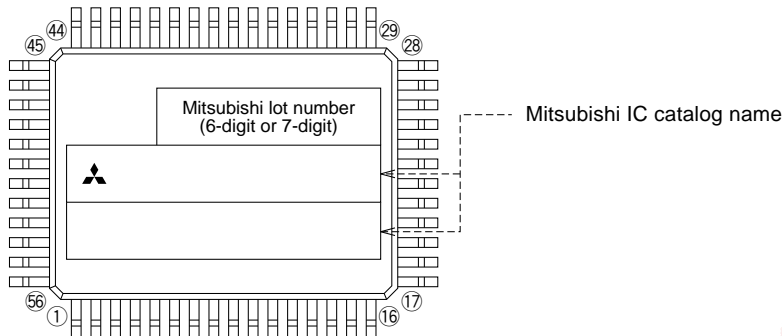 44
29
45
28
Mitsubishi lot number
(6-digit or 7-digit)
Mitsubishi IC catalog name
56
17
1
16